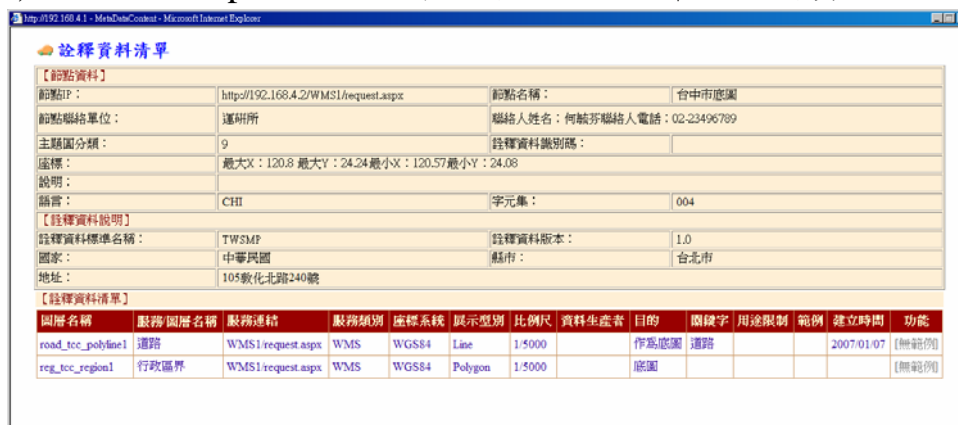 http://192.168.4.1 - MetaDataContent - Microsoft Internet Explorer
詮釋資料清單
【節點資料】
節點IP： http://192.168.4.2/WMS1/request.aspx 節點名稱： 台中市底圖
節點聯絡單位： 運研所 聯絡人姓名：何毓芬聯絡人電話：02-23496789
主題圖分類： 9 詮釋資料識別碼：
座標： 最大X：120.8 最大Y：24.24最小X：120.57最小Y：24.08
說明：
語言： CHI 字元集： 004
【詮釋資料說明】
詮釋資料標準名稱： TWSMP 詮釋資料版本： 1.0
國家： 中華民國 縣市： 台北市
地址： 105敦化北路240號
【詮釋資料清單】
圖層名稱 服務/圖層名稱 服務連結 服務類別 座標系統 展示型別 比例尺 資料生產者 目的 關鍵字 用途限制 範例 建立時間 功能
road_tcc_polyline1 道路 WMS1/request.aspx WMS WGS84 Line 1/5000 作為底圖 道路 2007/01/07 [無範例]
reg_tcc_region1 行政區界 WMS1/request.aspx WMS WGS84 Polygon 1/5000 底圖 [無範例]